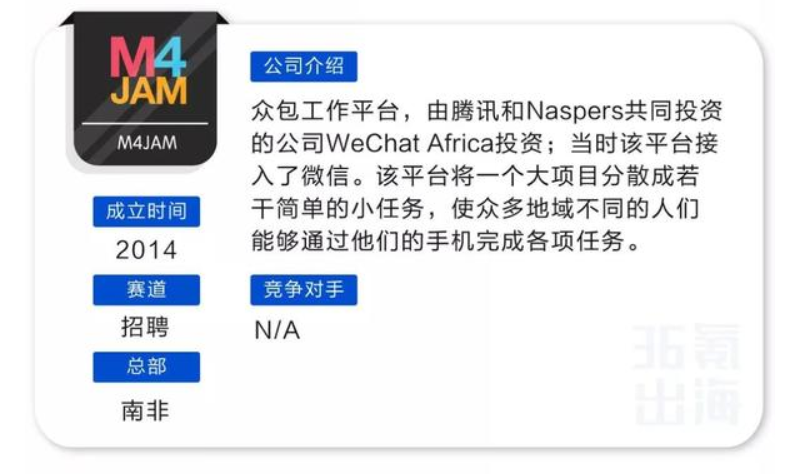 M4
JAM
M4JAM
成立时间
2014
赛道
招聘
总部
南非
公司介绍
众包工作平台，由腾讯和Naspers共同投资
的公司WeChat Africa投资；当时该平台接
入了微信。该平台将一个大项目分散成若
干简单的小任务，使众多地域不同的人们
能够通过他们的手机完成各项任务。
竞争对手
N/A
36氪
出海